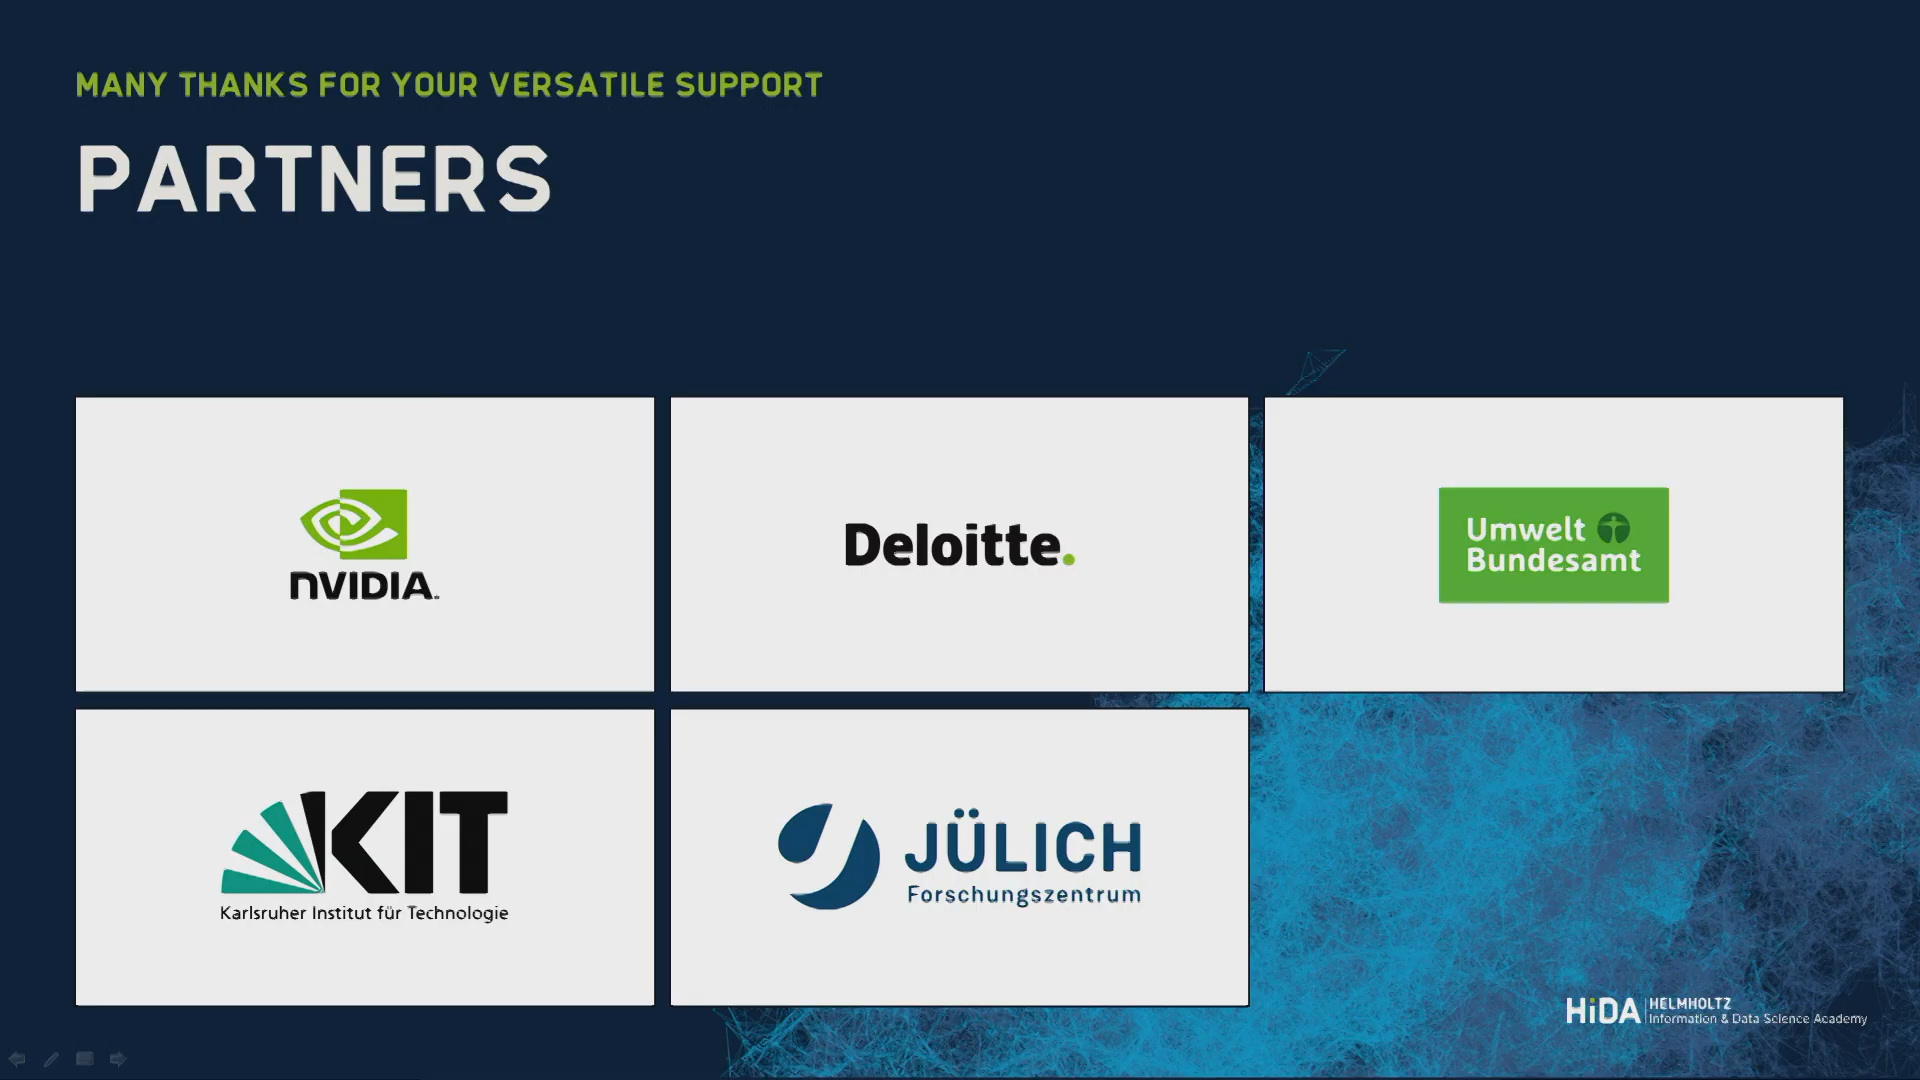 MANY THANKS FOR YOUR VERSATILE SUPPORT
PARTNERS
NVIDIA.
Deloitte.
Umwelt
Bundesamt
KIT
Karlsruher Institut für Technologie
JÜLICH
Forschungszentrum
HiDA
HELMHOLTZ
Information & Data Science Academy